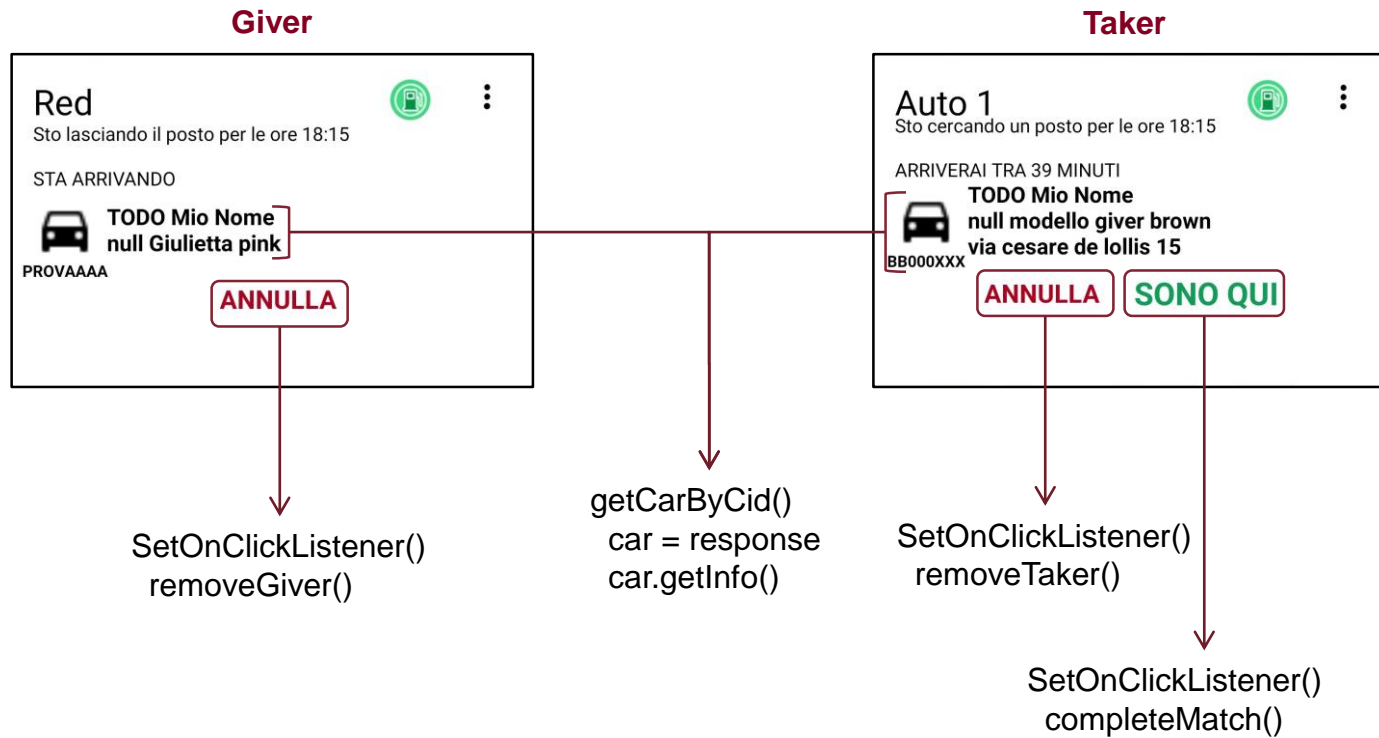 Giver
Red
Sto lasciando il posto per le ore 18:15
STA ARRIVANDO
TODO Mio Nome
null Giulietta pink
PROVAAAA
ANNULLA
SetOnClickListener()
removeGiver()
getCarByCid()
car = response
car.getInfo()
Taker
Auto 1
Sto cercando un posto per le ore 18:15
ARRIVERAI TRA 39 MINUTI
TODO Mio Nome
null modello giver brown
via cesare de lollis 15
BB000XXX
ANNULLA
SONO QUI
SetOnClickListener()
removeTaker()
SetOnClickListener()
completeMatch()